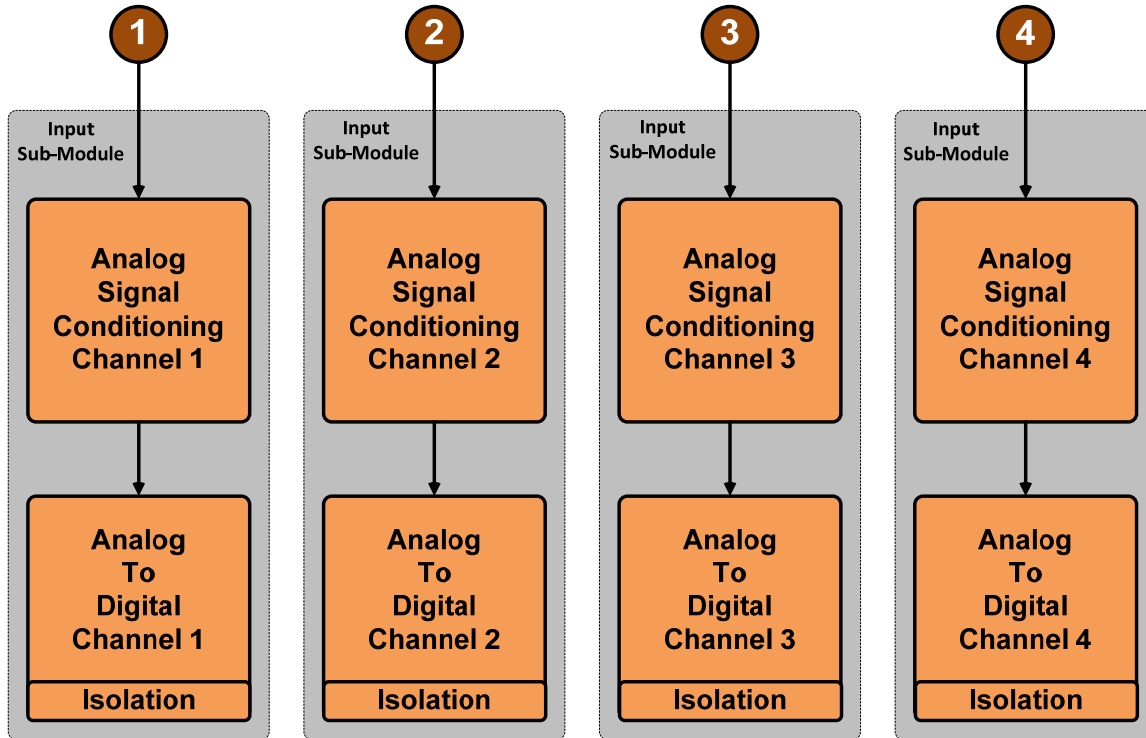 1
Input
Sub-Module
Analog
Signal
Conditioning
Channel 1
Analog
To
Digital
Channel 1
Isolation
2
Input
Sub-Module
Analog
Signal
Conditioning
Channel 2
Analog
To
Digital
Channel 2
Isolation
3
Input
Sub-Module
Analog
Signal
Conditioning
Channel 3
Analog
To
Digital
Channel 3
Isolation
4
Input
Sub-Module
Analog
Signal
Conditioning
Channel 4
Analog
To
Digital
Channel 4
Isolation